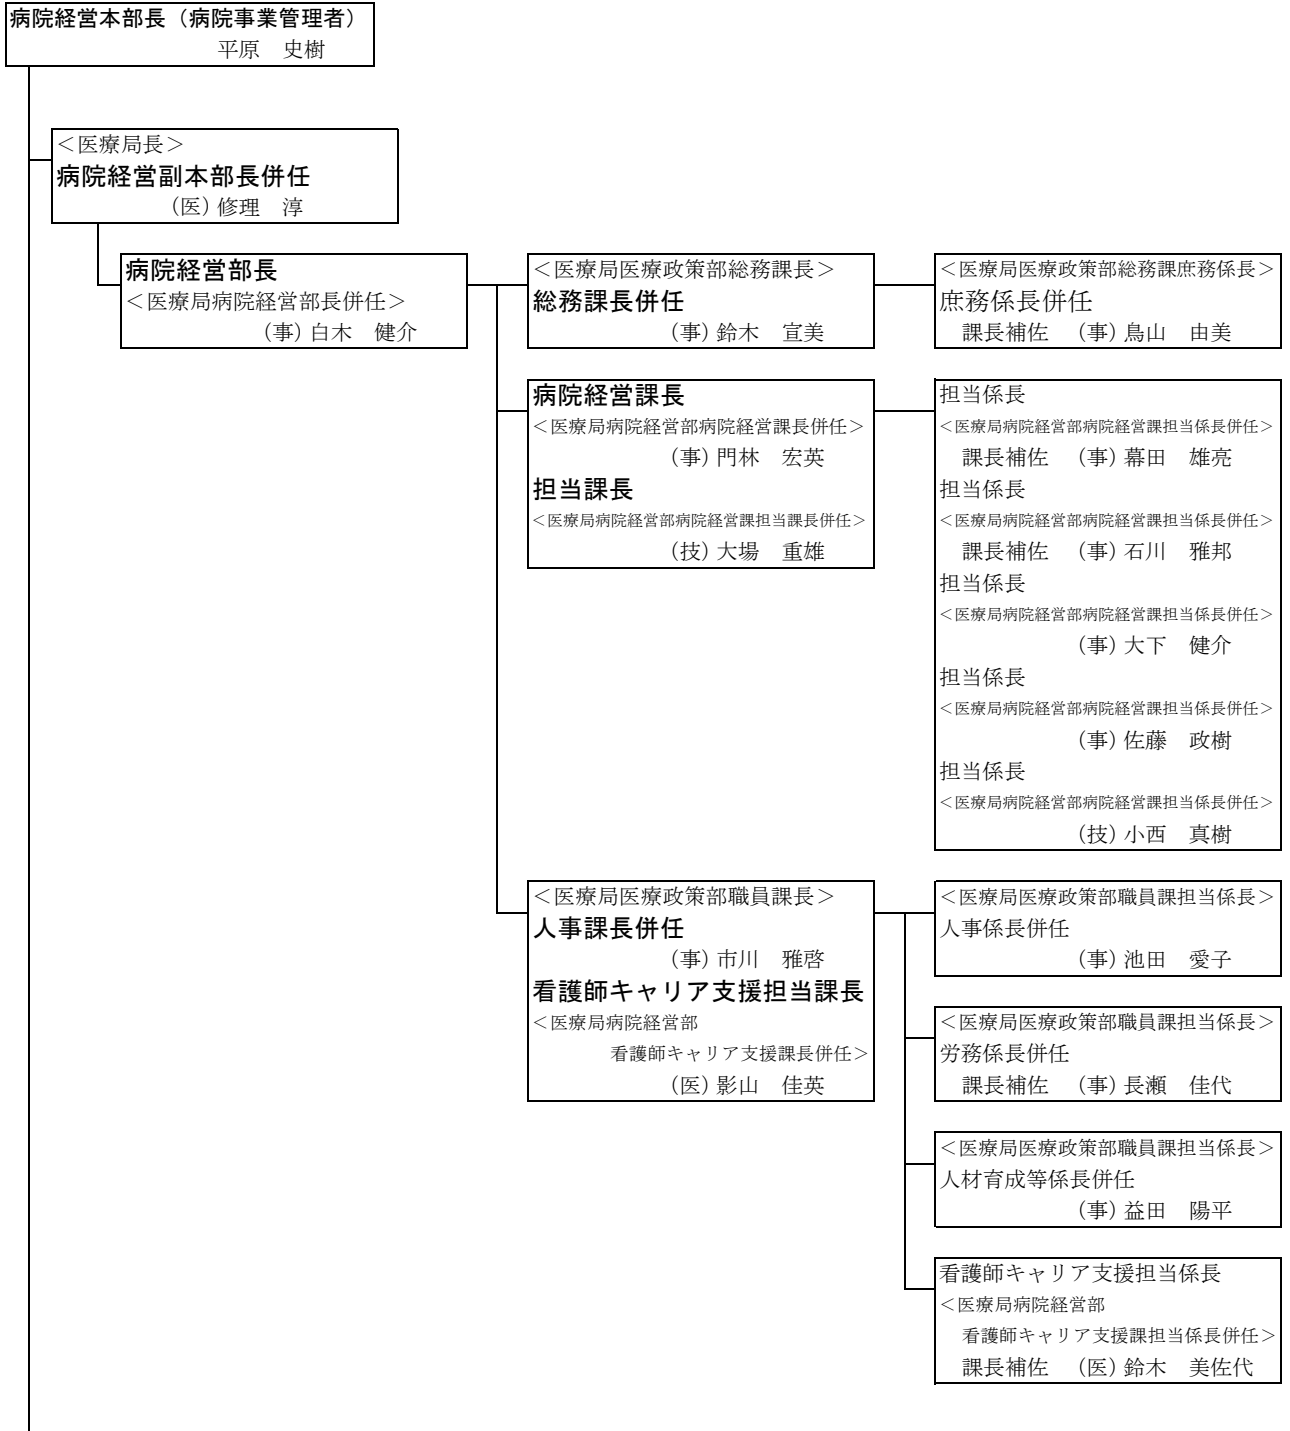 病院経営本部長（病院事業管理者）
平原　史樹
＜医療局長＞
病院経営副本部長併任
（医）修理　淳
病院経営部長
＜医療局病院経営部長併任＞
（事）白木　健介
＜医療局医療政策部総務課長＞
総務課長併任
（事）鈴木　宣美
＜医療局医療政策部総務課庶務係長＞
庶務係長併任
課長補佐　（事）鳥山　由美
病院経営課長
＜医療局病院経営部病院経営課長併任＞
（事）門林　宏英
担当課長
＜医療局病院経営部病院経営課担当課長併任＞
（技）大場　重雄
担当係長
＜医療局病院経営部病院経営課担当係長併任＞
課長補佐　（事）幕田　雄亮
担当係長
＜医療局病院経営部病院経営課担当係長併任＞
課長補佐　（事）石川　雅邦
担当係長
＜医療局病院経営部病院経営課担当係長併任＞
（事）大下　健介
担当係長
＜医療局病院経営部病院経営課担当係長併任＞
（事）佐藤　政樹
担当係長
＜医療局病院経営部病院経営課担当係長併任＞
（技）小西　真樹
＜医療局医療政策部職員課長＞
人事課長併任
（事）市川　雅啓
看護師キャリア支援担当課長
＜医療局病院経営部
看護師キャリア支援課長併任＞
（医）影山　佳英
＜医療局医療政策部職員課担当係長＞
人事係長併任
（事）池田　愛子
＜医療局医療政策部職員課担当係長＞
労務係長併任
課長補佐　（事）長瀬　佳代
＜医療局医療政策部職員課担当係長＞
人材育成等係長併任
（事）益田　陽平
看護師キャリア支援担当係長
＜医療局病院経営部
看護師キャリア支援課担当係長併任＞
課長補佐　（医）鈴木　美佐代